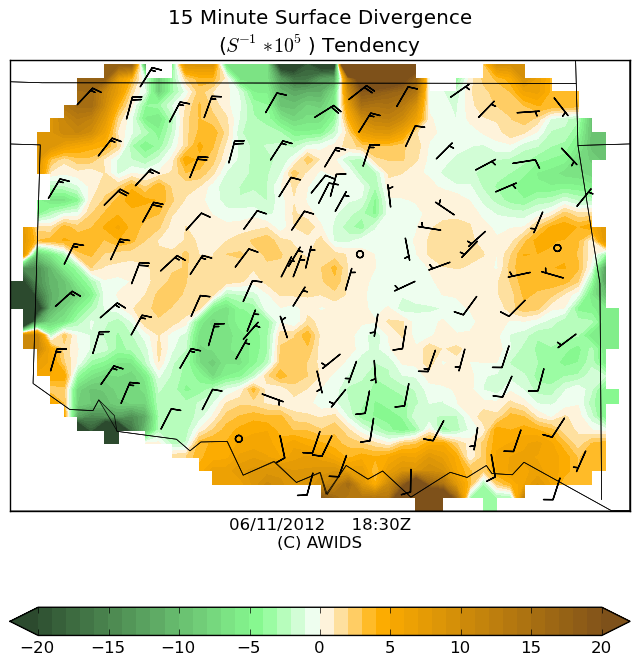 15 Minute Surface Divergence
(S⁻¹ *10⁵ ) Tendency
06/11/2012 18:30Z
(C) AWIDS
−20 −15 −10 −5 0 5 10 15 20